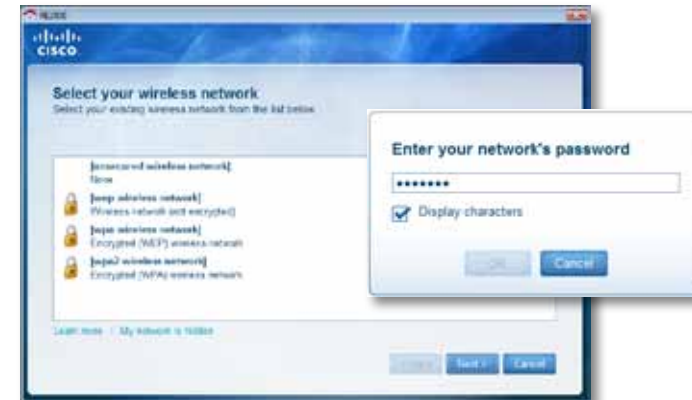 CISCO
Select your wireless network
Select your existing wireless network from the list below
[unsecured wireless network]
None
[wep wireless network]
Wireless network (not encrypted)
[wpa wireless network]
Encrypted (WEP) wireless network
[wpa2 wireless network]
Encrypted (WPA) wireless network
Learn more | My network is hidden
Next >
Cancel
Enter your network's password
•••••••
Display characters
OK
Cancel